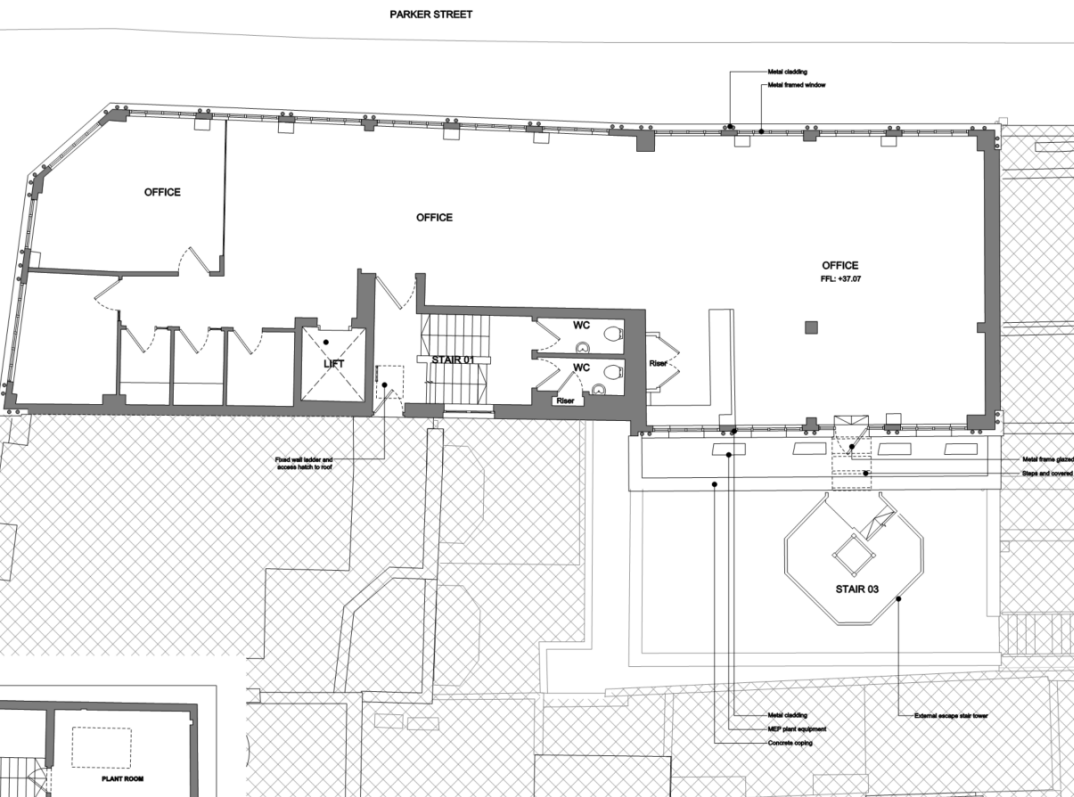 PARKER STREET
Metal cladding
Metal framed window
OFFICE
OFFICE
OFFICE
FFL: +37.07
WC
STAIR 01
LIFT
WC
Riser
Riser
Fixed wall ladder and
access hatch to roof
Metal frame glazed
Steps and covered
STAIR 03
Metal cladding
MEP plant equipment
Concrete coping
External escape stair tower
PLANT ROOM